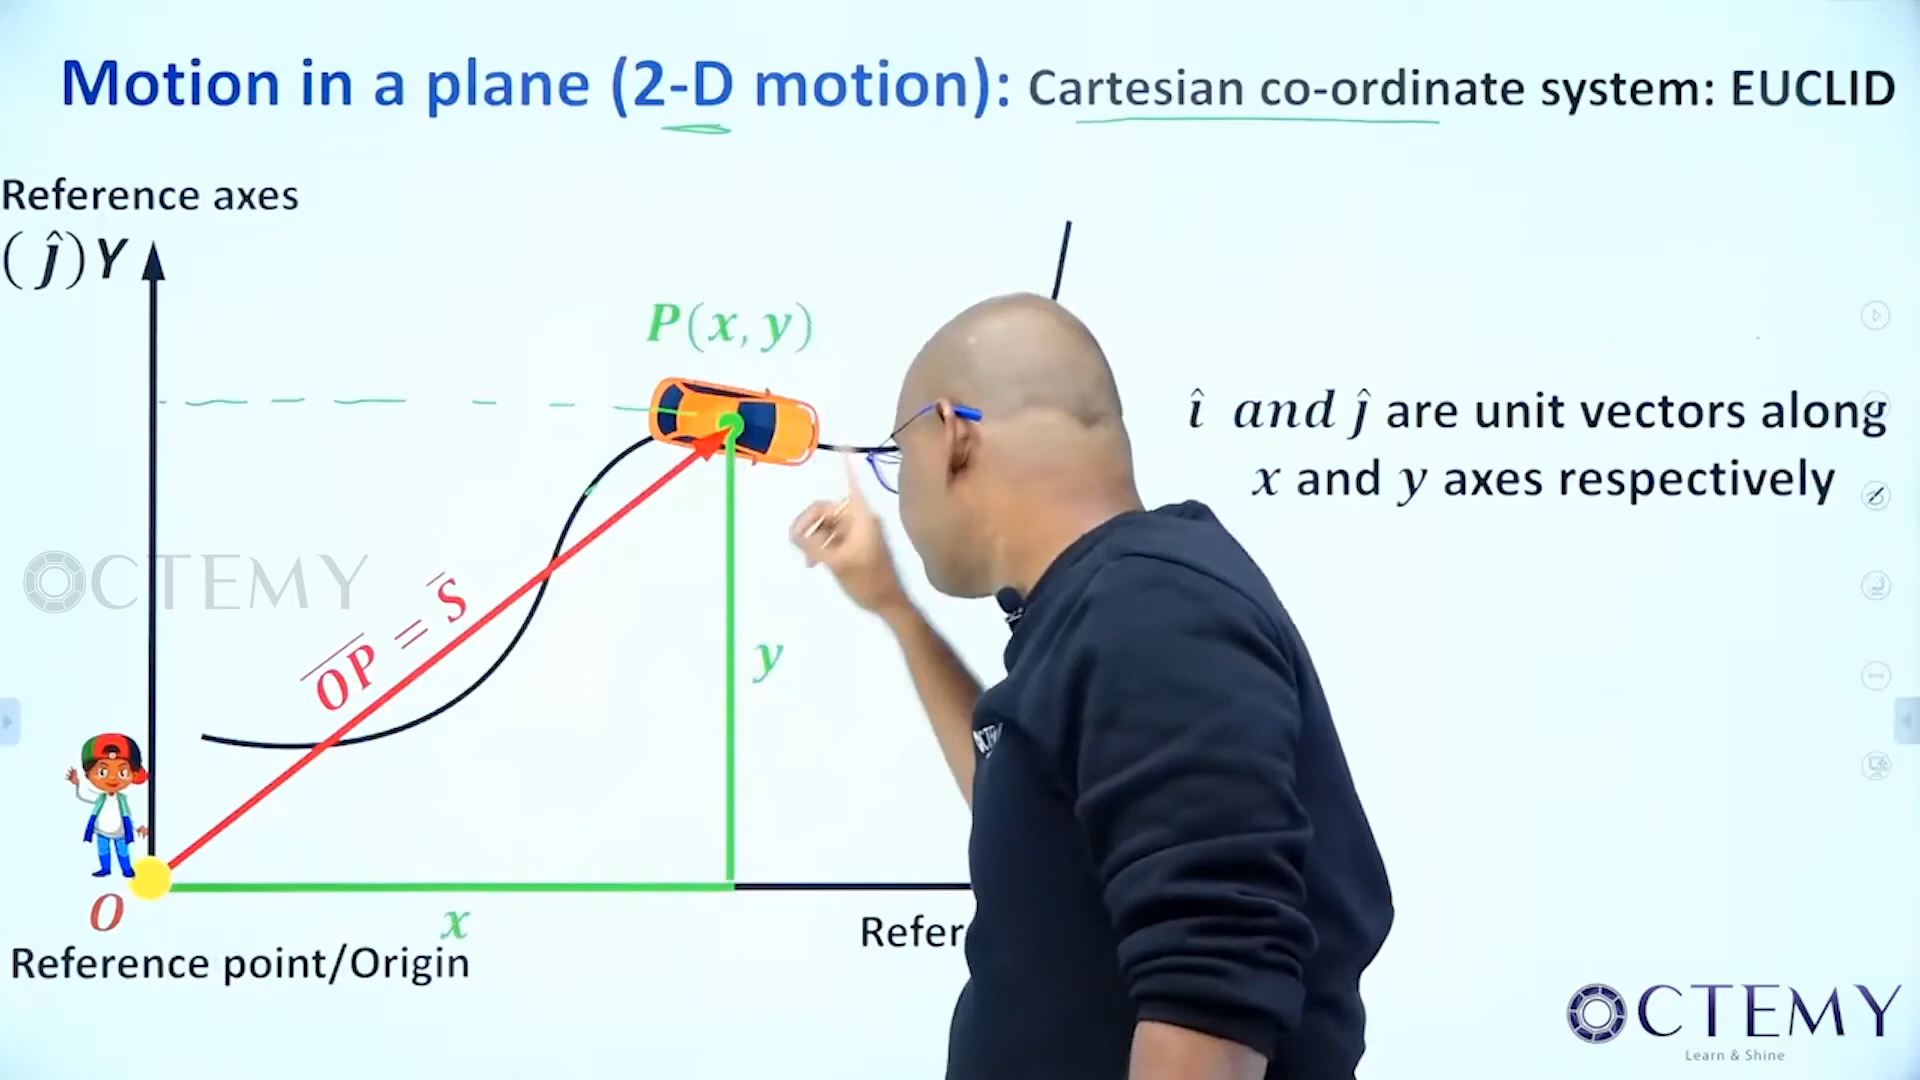 Motion in a plane (2-D motion): Cartesian co-ordinate system: EUCLID
Reference axes
(ĵ) Y
P(x, y)
î and ĵ are unit vectors along
x and y axes respectively
OCTEMY
O̅P̅ = S̅
y
O
x
Refer
Reference point/Origin
OCTEMY
Learn & Shine